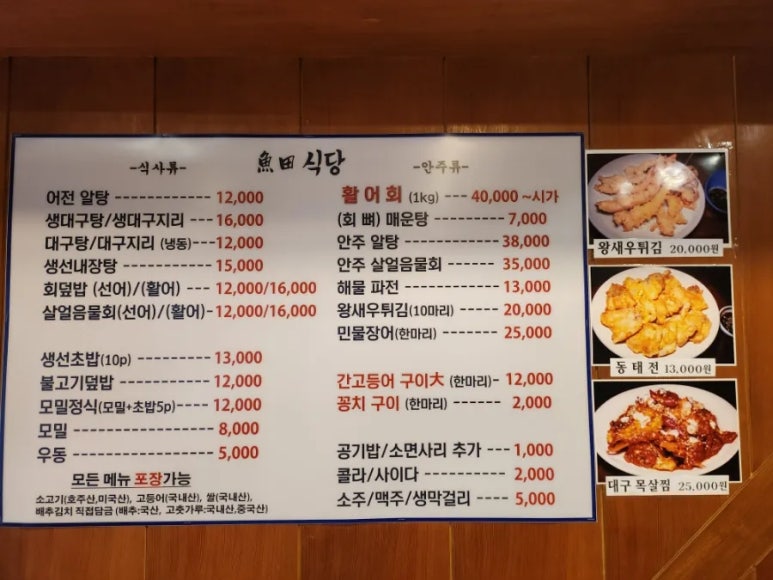 魚田 식당
-식사류-
어전 알탕 ------------- 12,000
생대구탕/생대구지리 --- 16,000
대구탕/대구지리 (냉동)---12,000
생선내장탕 ------------ 15,000
회덮밥 (선어)/(활어) --- 12,000/16,000
살얼음물회(선어)/(활어)-12,000/16,000
생선초밥(10p) ---------- 13,000
불고기덮밥 ------------ 12,000
모밀정식(모밀+초밥5p)---- 12,000
모밀 ------------------ 8,000
우동 ------------------ 5,000
모든 메뉴 포장가능
소고기(호주산,미국산), 고등어(국내산), 쌀(국내산),
배추김치 직접담금 (배추:국산, 고춧가루:국내산,중국산)
-안주류-
활어회 (1kg) --- 40,000 ~시가
(회 뼈) 매운탕 ---------- 7,000
안주 알탕 ------------- 38,000
안주 살얼음물회 ------- 35,000
해물 파전 ------------- 13,000
왕새우튀김(10마리) ------ 20,000
민물장어(한마리) -------- 25,000
간고등어 구이大 (한마리)- 12,000
꽁치 구이 (한마리) ------- 2,000
공기밥/소면사리 추가 --- 1,000
콜라/사이다 ----------- 2,000
소주/맥주/생막걸리 ---- 5,000
왕새우튀김 20,000원
동태전 13,000원
대구 목살찜 25,000원